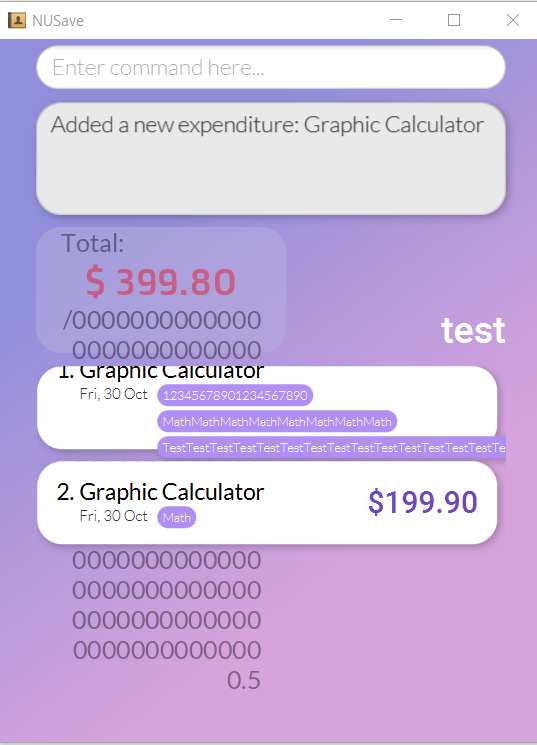 NUSave
Enter command here...
Added a new expenditure: Graphic Calculator
Total:
$ 399.80
/0000000000000
0000000000000
test
1. Graphic Calculator
Fri, 30 Oct
12345678901234567890
MathMathMathMathMathMathMathMath
TestTestTestTestTestTestTestTestTestTestTestTestTestTestTe
2. Graphic Calculator
$199.90
Fri, 30 Oct
Math
0000000000000
0000000000000
0000000000000
0000000000000
0.5